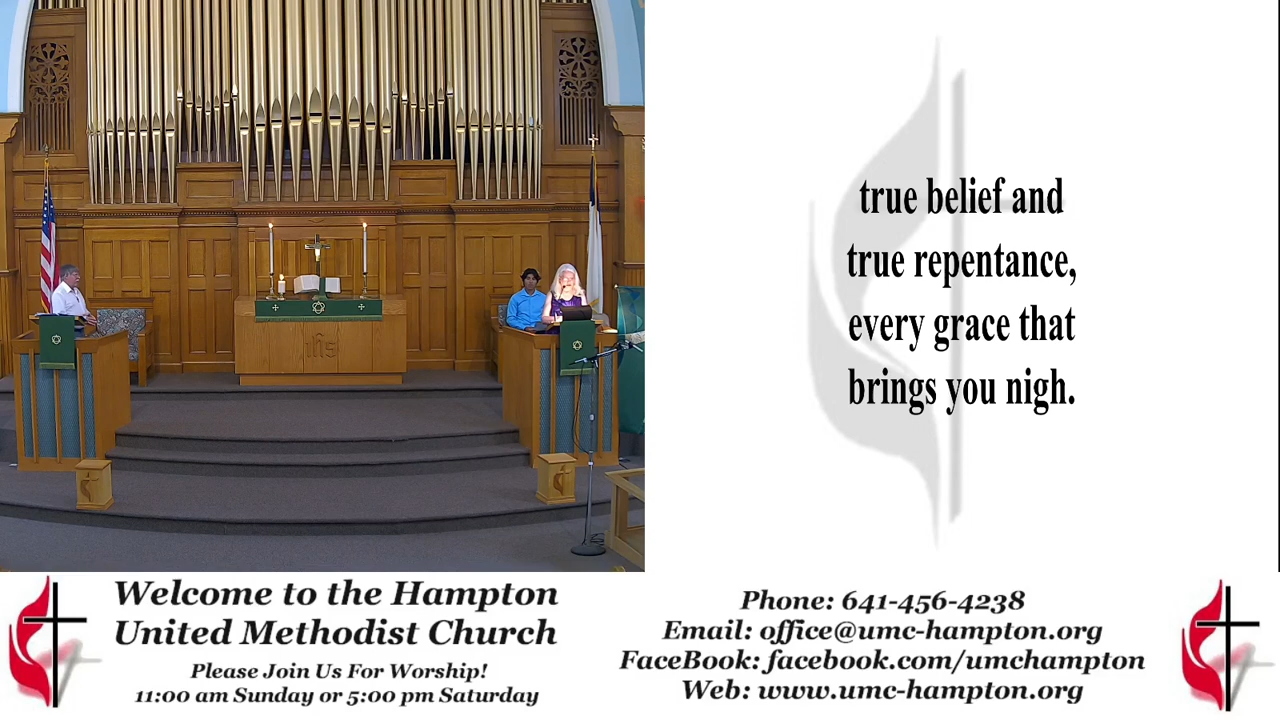 true belief and
true repentance,
every grace that
brings you nigh.
ihs
Welcome to the Hampton
United Methodist Church
Please Join Us For Worship!
11:00 am Sunday or 5:00 pm Saturday
Phone: 641-456-4238
Email: office@umc-hampton.org
FaceBook: facebook.com/umchampton
Web: www.umc-hampton.org